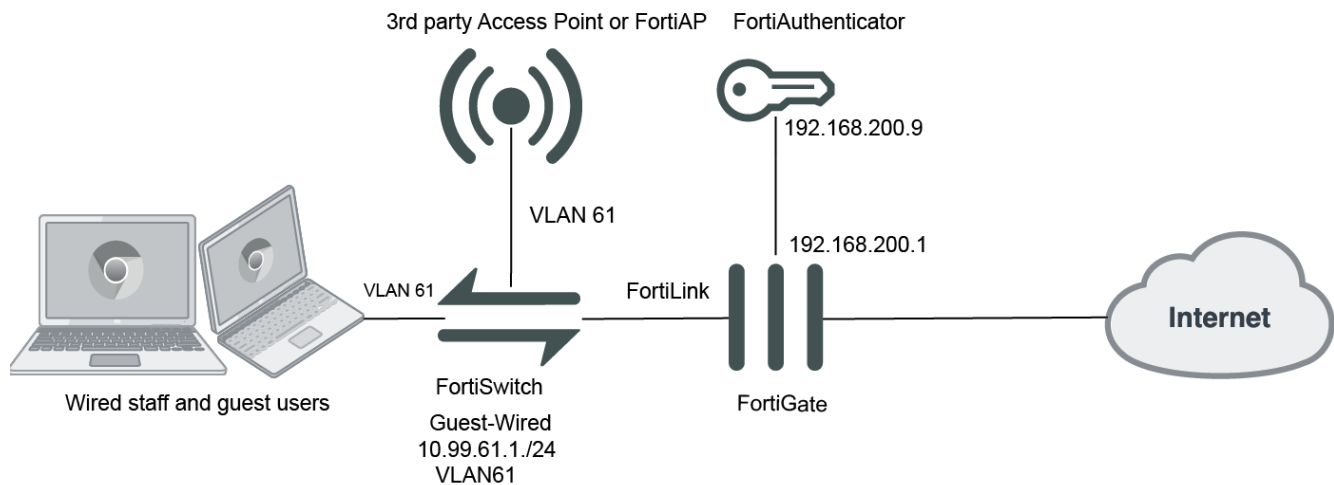 3rd party Access Point or FortiAP
FortiAuthenticator
192.168.200.9
VLAN 61
192.168.200.1
VLAN 61
FortiLink
Internet
FortiSwitch
FortiGate
Wired staff and guest users
Guest-Wired
10.99.61.1./24
VLAN61